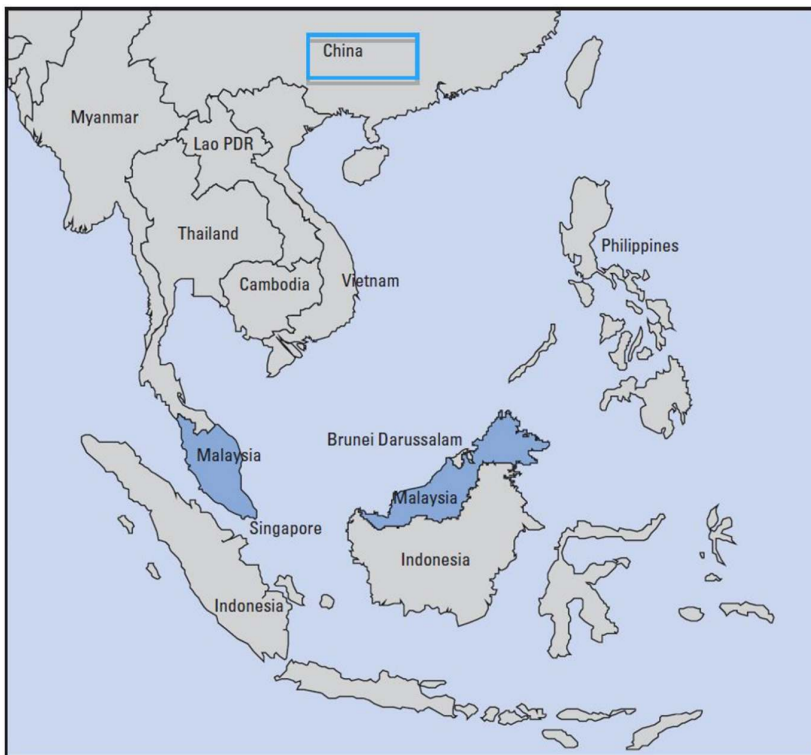 China
Myanmar
Lao PDR
Thailand
Philippines
Cambodia
Vietnam
Brunei Darussalam
Malaysia
Malaysia
Singapore
Indonesia
Indonesia